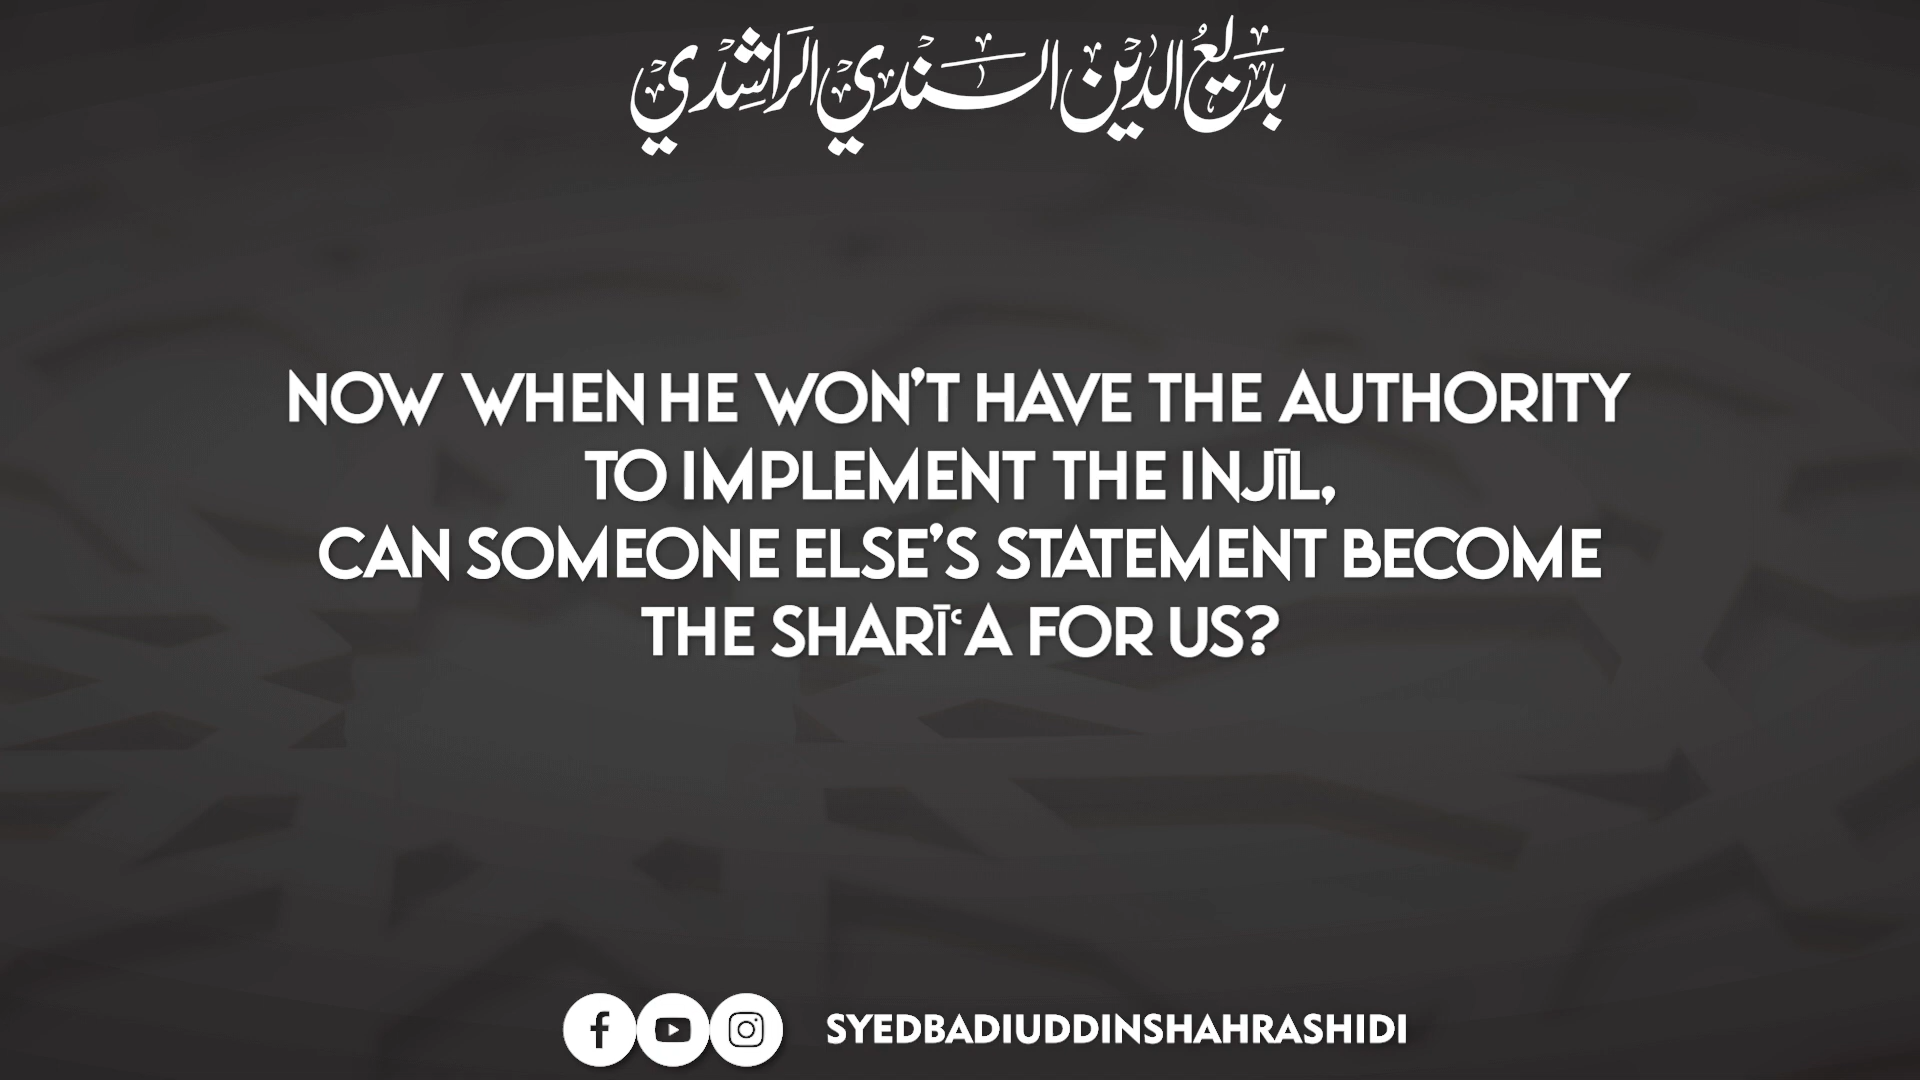 بديع الدين السندي الراشدي
NOW WHEN HE WON'T HAVE THE AUTHORITY
TO IMPLEMENT THE INJĪL,
CAN SOMEONE ELSE'S STATEMENT BECOME
THE SHARĪʿA FOR US?
SYEDBADIUDDINSHAHRASHIDI